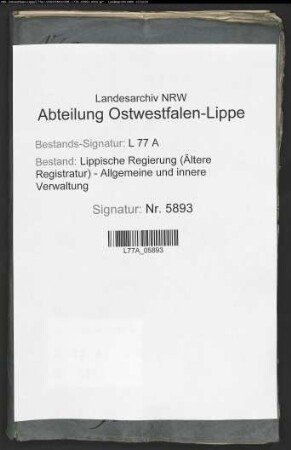 Landesarchiv NRW
Abteilung Ostwestfalen-Lippe
Bestands-Signatur: L 77 A
Bestand: Lippische Regierung (Ältere
Registratur) - Allgemeine und innere
Verwaltung
Signatur: Nr. 5893
L77A_05893